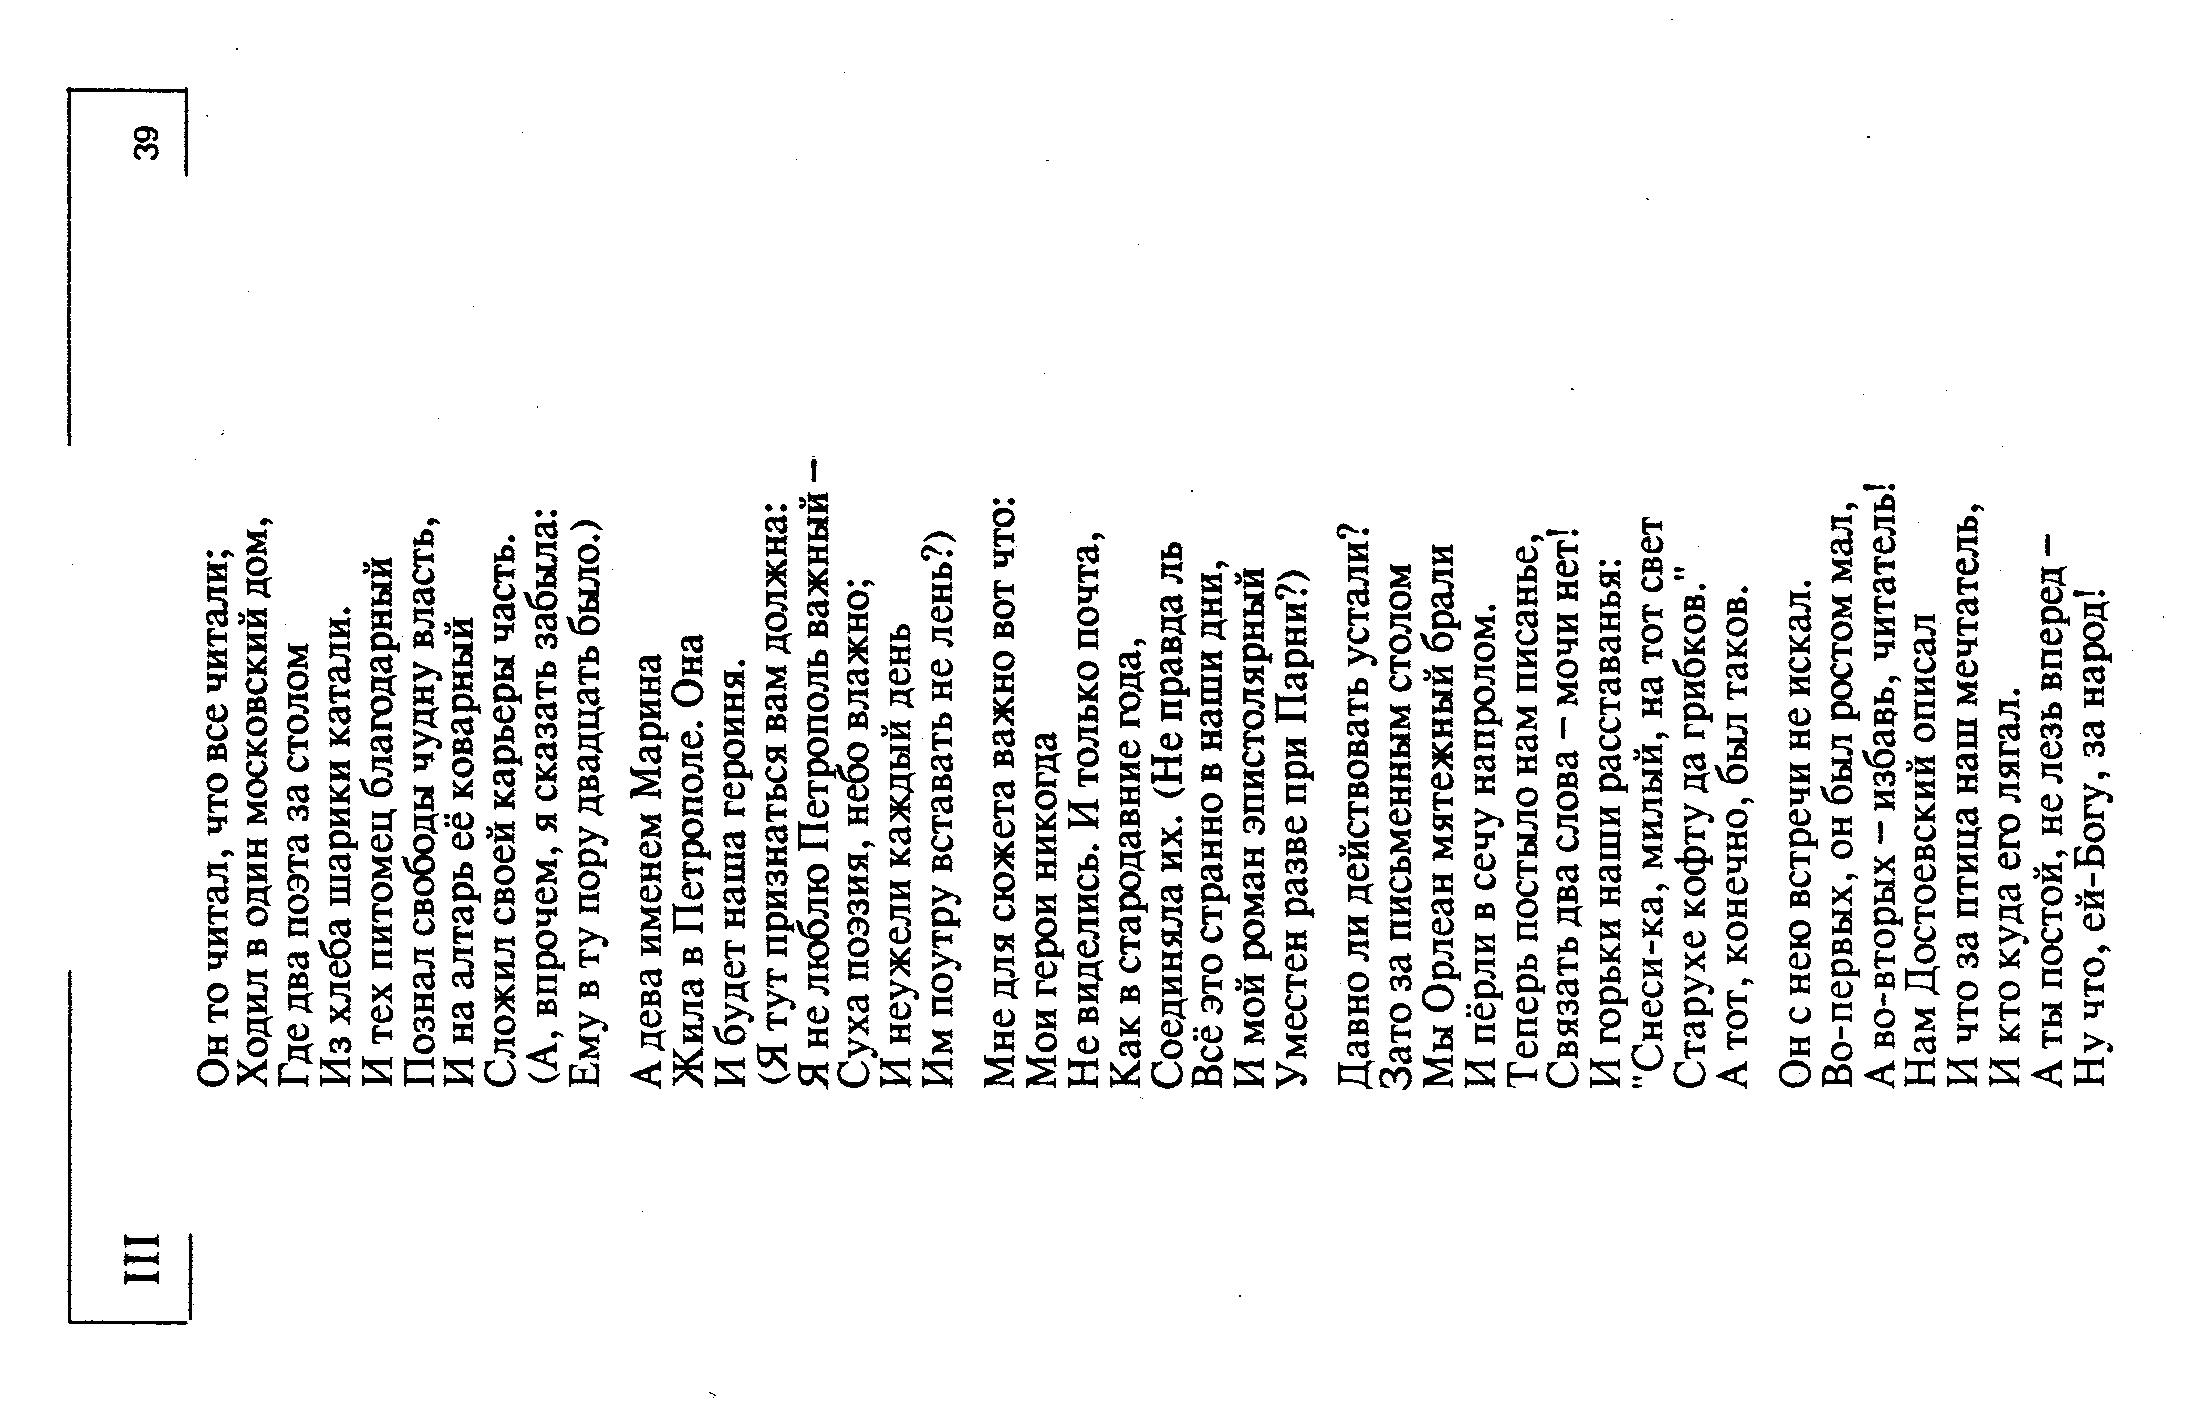 III
39
Он то читал, что все читали;
Ходил в один московский дом,
Где два поэта за столом
Из хлеба шарики катали.
И тех питомец благодарный
Познал свободы чудну власть,
И на алтарь её коварный
Сложил своей карьеры часть.
(А, впрочем, я сказать забыла:
Ему в ту пору двадцать было.)
А дева именем Марина
Жила в Петрополе. Она
И будет наша героиня.
(Я тут признаться вам должна:
Я не люблю Петрополь важный –
Суха поэзия, небо влажно;
И неужели каждый день
Им поутру вставать не лень?)
Мне для сюжета важно вот что:
Мои герои никогда
Не виделись. И только почта,
Как в стародавние года,
Соединяла их. (Не правда ль
Всё это странно в наши дни,
И мой роман эпистолярный
Уместен разве при Парни?)
Давно ли действовать устали?
Зато за письменным столом
Мы Орлеан мятежный брали
И пёрли в сечу напролом.
Теперь постыло нам писанье,
Связать два слова – мочи нет!
И горьки наши расставанья:
"Снеси-ка, милый, на тот свет
Старухе кофту да грибков."
А тот, конечно, был таков.
Он с нею встречи не искал.
Во-первых, он был ростом мал,
А во-вторых – избавь, читатель!
Нам Достоевский описал
И что за птица наш мечтатель,
И кто куда его лягал.
А ты постой, не лезь вперед –
Ну что, ей-Богу, за народ!